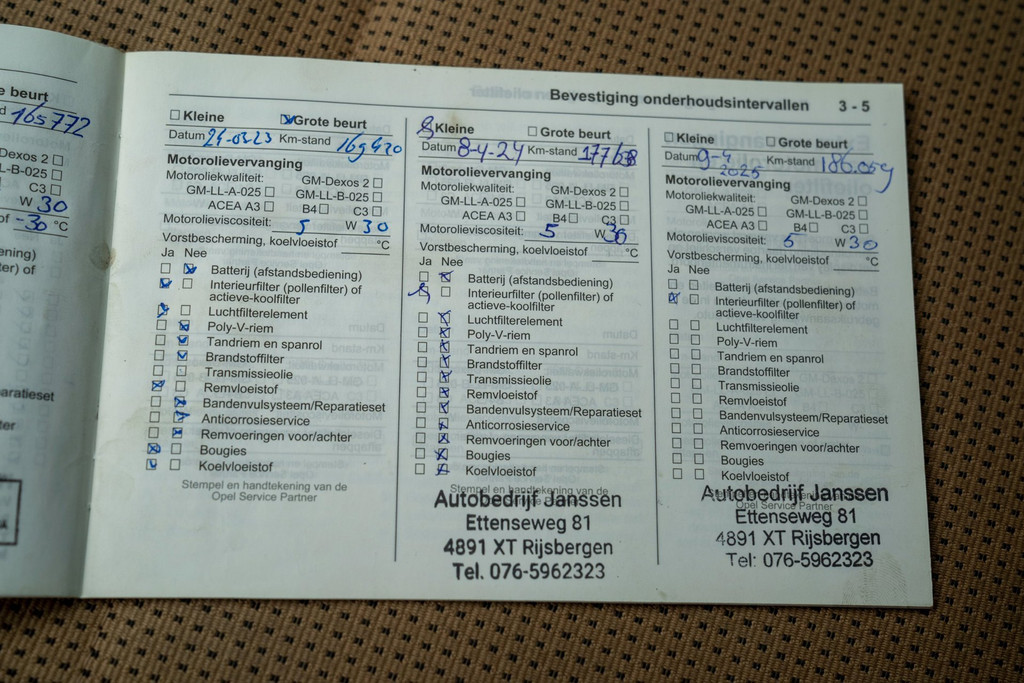 e beurt
d 165772
Dexos 2
LL-B-025
C3
W 30
of -30 °C
ening)
ter) of
aratieset
ter
Bevestiging onderhoudsintervallen 3 - 5
Kleine Grote beurt
Datum 24-03-23 Km-stand 169420
Motorolievervanging
Motoroliekwaliteit: GM-Dexos 2
GM-LL-A-025 GM-LL-B-025
ACEA A3 B4 C3
Motorolieviscositeit: 5 W 30
Vorstbescherming, koelvloeistof °C
Ja Nee
Batterij (afstandsbediening)
Interieurfilter (pollenfilter) of
actieve-koolfilter
Luchtfilterelement
Poly-V-riem
Tandriem en spanrol
Brandstoffilter
Transmissieolie
Remvloeistof
Bandenvulsysteem/Reparatieset
Anticorrosieservice
Remvoeringen voor/achter
Bougies
Koelvloeistof
Stempel en handtekening van de
Opel Service Partner
Kleine Grote beurt
Datum 8-4-24 Km-stand
Motorolievervanging
Motoroliekwaliteit: GM-Dexos 2
GM-LL-A-025 GM-LL-B-025
ACEA A3 B4 C3
Motorolieviscositeit: 5 W 30
Vorstbescherming, koelvloeistof °C
Ja Nee
Batterij (afstandsbediening)
Interieurfilter (pollenfilter) of
actieve-koolfilter
Luchtfilterelement
Poly-V-riem
Tandriem en spanrol
Brandstoffilter
Transmissieolie
Remvloeistof
Bandenvulsysteem/Reparatieset
Anticorrosieservice
Remvoeringen voor/achter
Bougies
Koelvloeistof
Stempel en handtekening van de
Autobedrijf Janssen
Ettenseweg 81
4891 XT Rijsbergen
Tel. 076-5962323
Kleine Grote beurt
Datum 9-4 2025 Km-stand 186.059
Motorolievervanging
Motoroliekwaliteit: GM-Dexos 2
GM-LL-A-025 GM-LL-B-025
ACEA A3 B4 C3
Motorolieviscositeit: 5 W 30
Vorstbescherming, koelvloeistof °C
Ja Nee
Batterij (afstandsbediening)
Interieurfilter (pollenfilter) of
actieve-koolfilter
Luchtfilterelement
Poly-V-riem
Tandriem en spanrol
Brandstoffilter
Transmissieolie
Remvloeistof
Bandenvulsysteem/Reparatieset
Anticorrosieservice
Remvoeringen voor/achter
Bougies
Koelvloeistof
Autobedrijf Janssen
Opel Service Partner
Ettenseweg 81
4891 XT Rijsbergen
Tel: 076-5962323